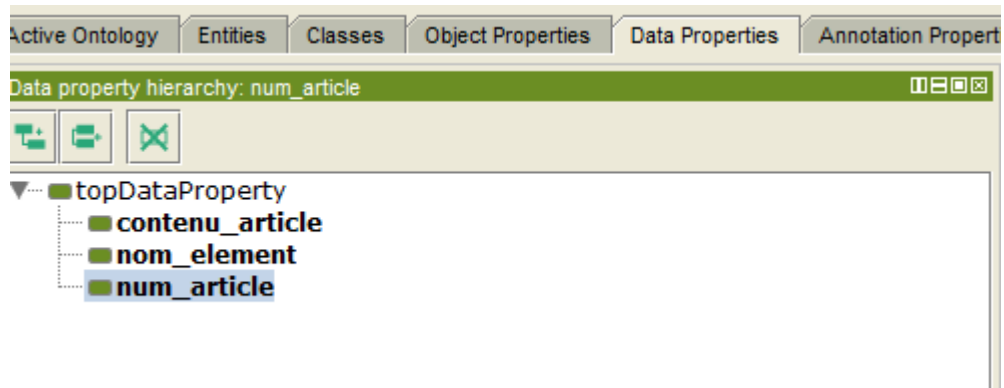 Active Ontology Entities Classes Object Properties Data Properties Annotation Propert
Data property hierarchy: num_article
topDataProperty
contenu_article
nom_element
num_article